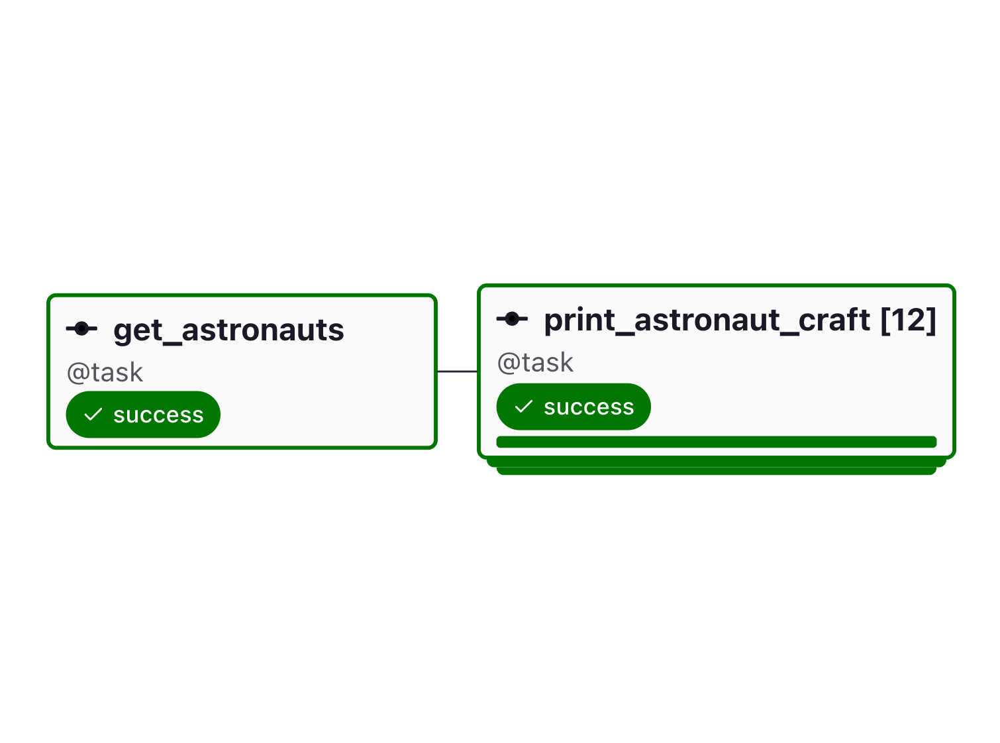 get_astronauts
@task
success
print_astronaut_craft [12]
@task
success